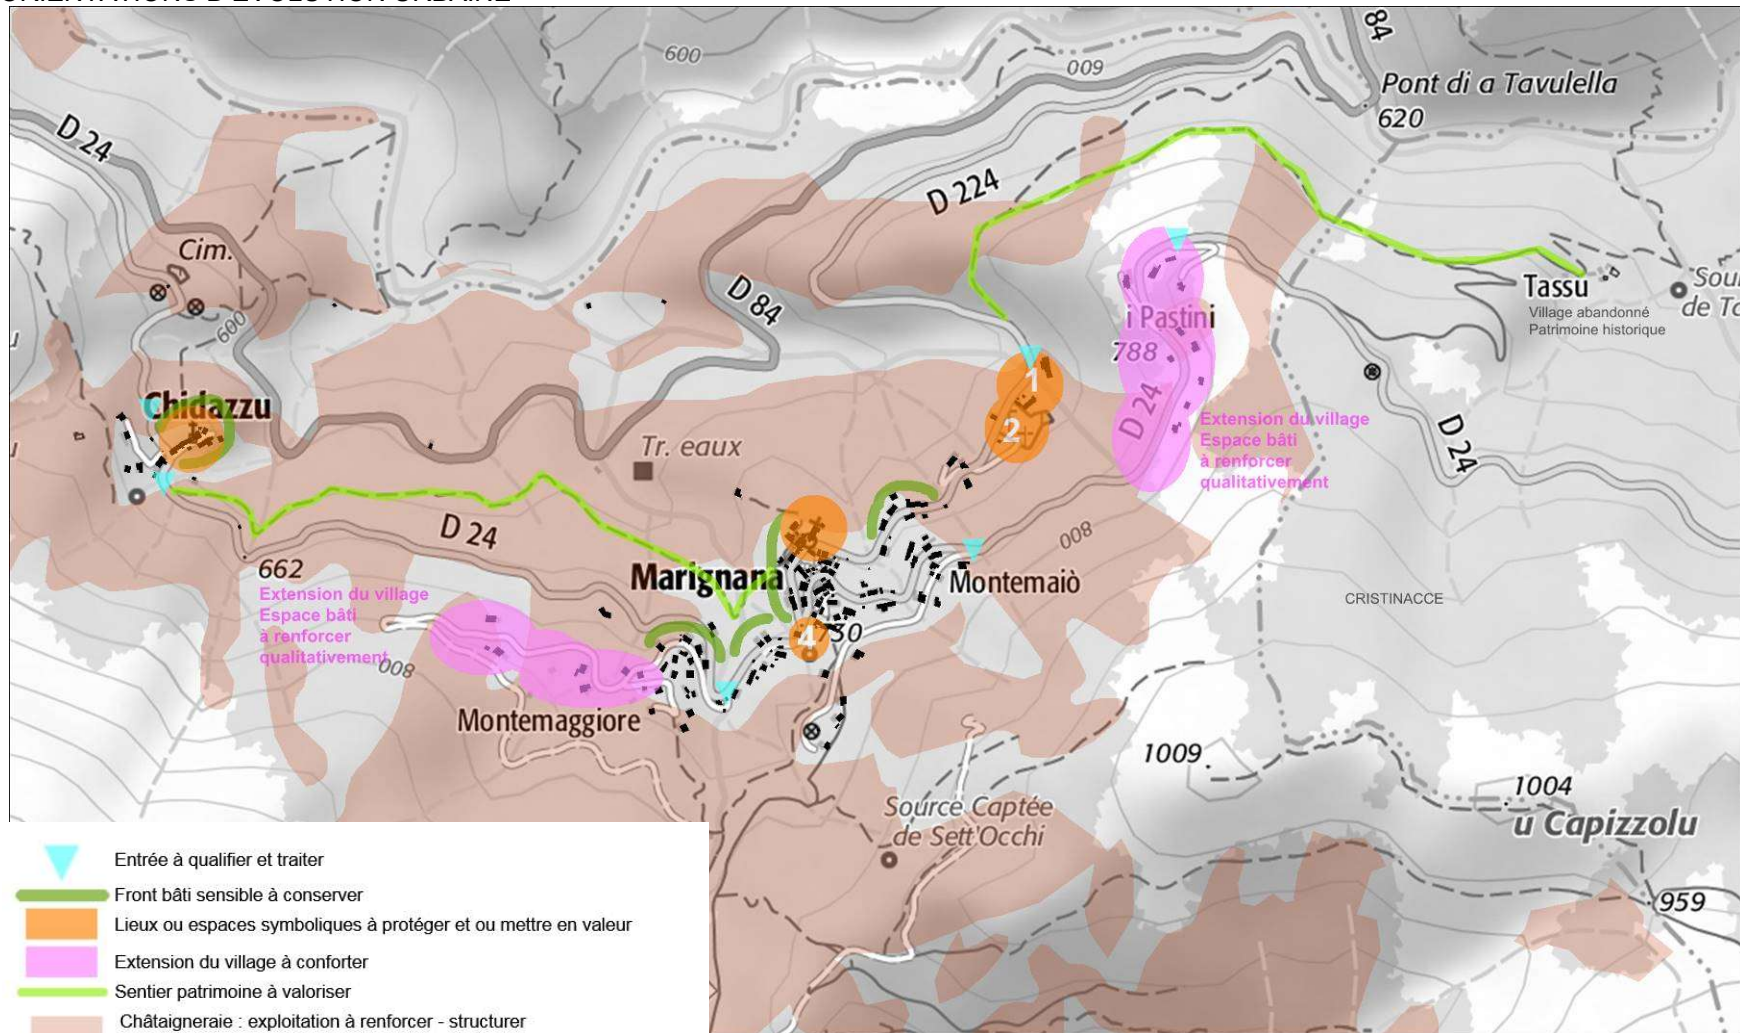 ORIENTATIONS D'EVOLUTION URBAINE
84
600
009
Pont di a Tavulella
620
D 24
D 224
Cim.
600
D 84
Tassu
Village abandonné
Patrimoine historique
i Pastini
788
Chidazzu
1
2
D 24
Extension du village
Espace bâti
à renforcer
qualitativement
D 24
Tr. eaux
D 24
008
662
Marignana
Montemaiò
Extension du village
Espace bâti
à renforcer
qualitativement
008
4
750
CRISTINACCE
Montemaggiore
1009
1004
u Capizzolu
Source Captée
de Sett'Occhi
959
Entrée à qualifier et traiter
Front bâti sensible à conserver
Lieux ou espaces symboliques à protéger et ou mettre en valeur
Extension du village à conforter
Sentier patrimoine à valoriser
Châtaigneraie : exploitation à renforcer - structurer